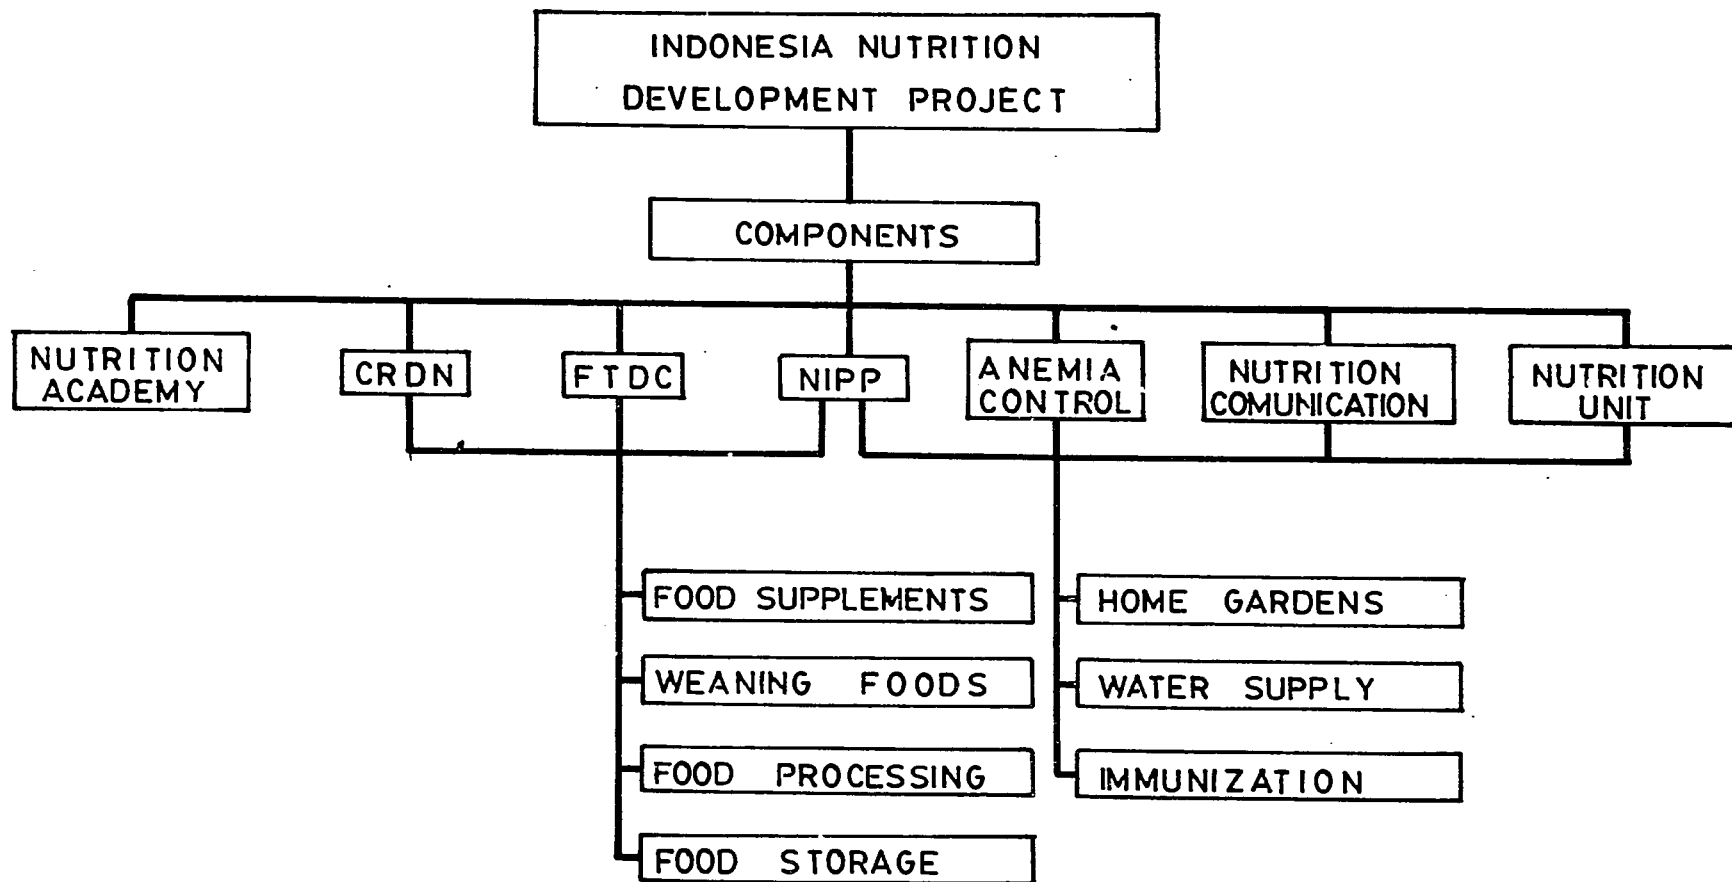 INDONESIA NUTRITION
DEVELOPMENT PROJECT
COMPONENTS
NUTRITION
ACADEMY
CRDN
FTDC
NIPP
ANEMIA
CONTROL
NUTRITION
COMUNICATION
NUTRITION
UNIT
FOOD SUPPLEMENTS
WEANING FOODS
FOOD PROCESSING
FOOD STORAGE
HOME GARDENS
WATER SUPPLY
IMMUNIZATION